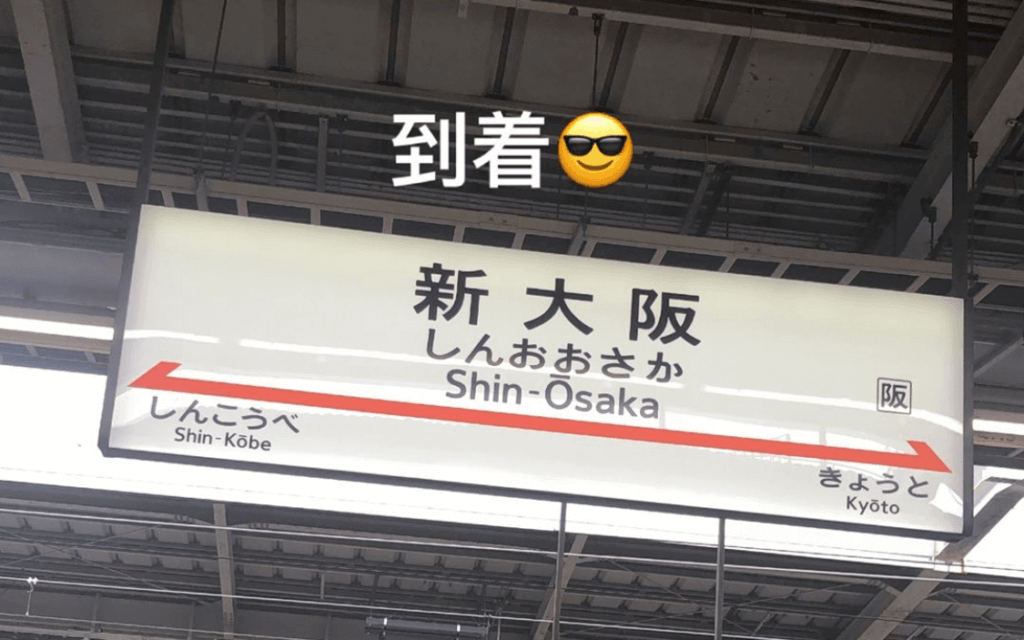 到着😎
新大阪
しんおおさか
Shin-Ōsaka
阪
しんこうべ
Shin-Kōbe
きょうと
Kyōto